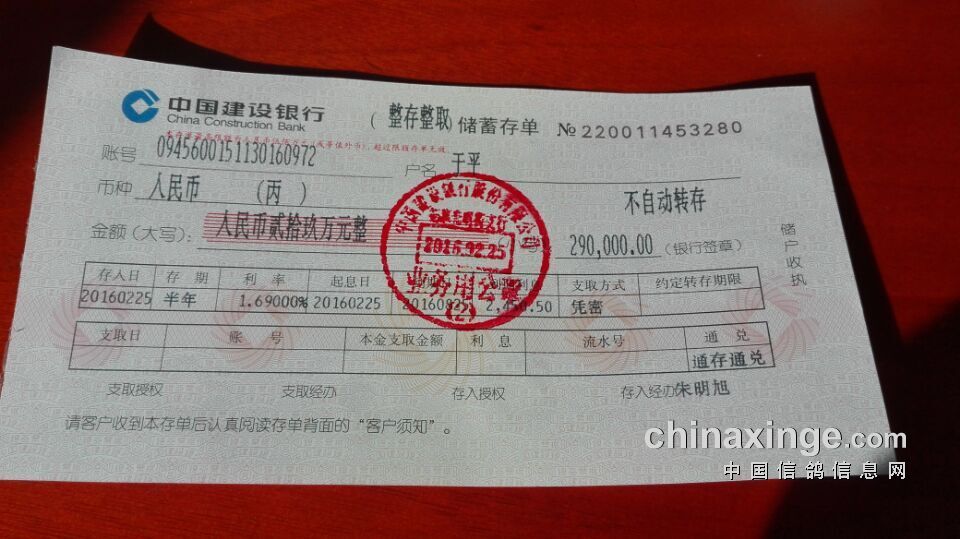 中国建设银行 (整存整取) 储蓄存单 №220011453280
China Construction Bank
账号 0945600151130160972 户名 于平
币种 人民币 (丙) 不自动转存
金额(大写): 人民币贰拾玖万元整 290,000.00 (银行签章)
储户收执
2016.02.25
业务用公章
(2)
存入日 存期 利率 起息日 支取方式 约定转存期限
20160225 半年 1.69000% 20160225 20160825 2,450.50 凭密
支取日 账号 本金支取金额 利息 流水号 通兑
通存通兑
支取授权 支取经办 存入授权 存入经办 朱明旭
请客户收到本存单后认真阅读存单背面的“客户须知”。
chinaxinge.com
中国信鸽信息网